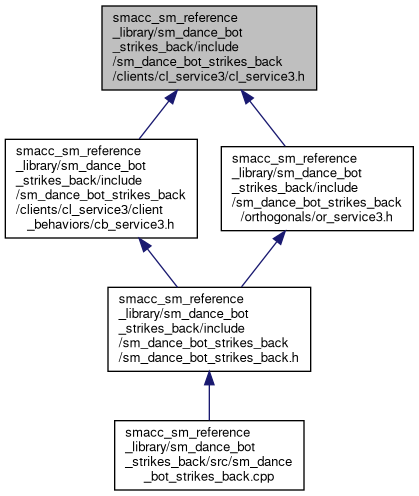 smacc_sm_reference
_library/sm_dance_bot
_strikes_back/include
/sm_dance_bot_strikes_back
/clients/cl_service3/cl_service3.h
smacc_sm_reference
_library/sm_dance_bot
_strikes_back/include
/sm_dance_bot_strikes_back
/clients/cl_service3/client
_behaviors/cb_service3.h
smacc_sm_reference
_library/sm_dance_bot
_strikes_back/include
/sm_dance_bot_strikes_back
/orthogonals/or_service3.h
smacc_sm_reference
_library/sm_dance_bot
_strikes_back/include
/sm_dance_bot_strikes_back
/sm_dance_bot_strikes_back.h
smacc_sm_reference
_library/sm_dance_bot
_strikes_back/src/sm_dance
_bot_strikes_back.cpp